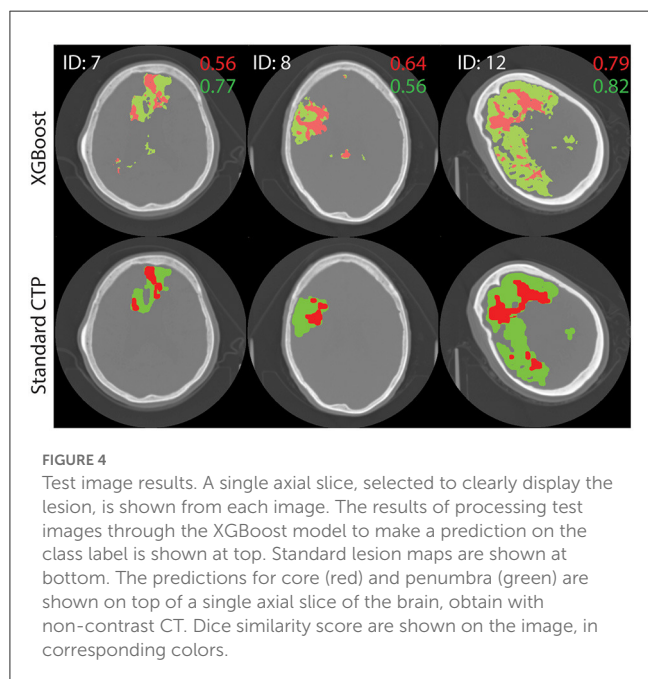 ID: 7 0.56
0.77
ID: 8 0.64
0.56
ID: 12 0.79
0.82
XGBoost
Standard CTP
FIGURE 4
Test image results. A single axial slice, selected to clearly display the
lesion, is shown from each image. The results of processing test
images through the XGBoost model to make a prediction on the
class label is shown at top. Standard lesion maps are shown at
bottom. The predictions for core (red) and penumbra (green) are
shown on top of a single axial slice of the brain, obtain with
non-contrast CT. Dice similarity score are shown on the image, in
corresponding colors.